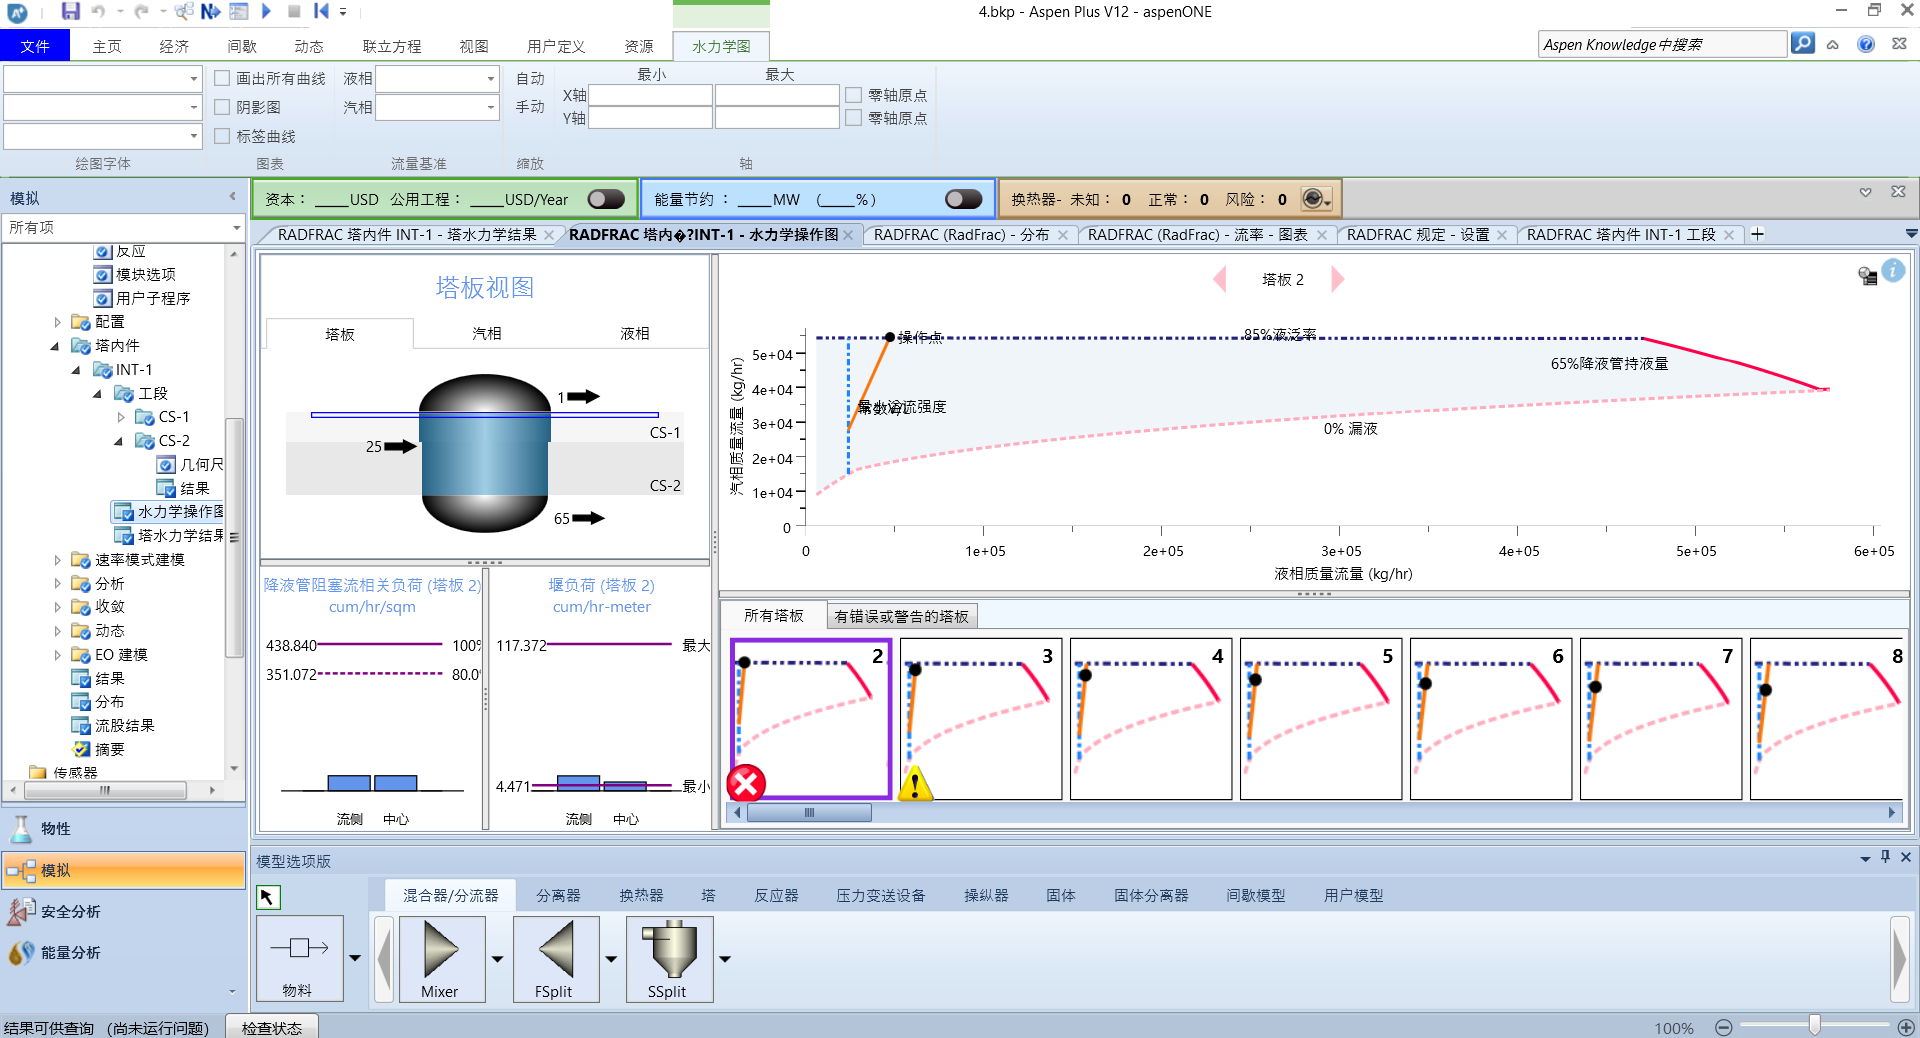 4.bkp - Aspen Plus V12 - aspenONE
文件 主页 经济 间歇 动态 联立方程 视图 用户定义 资源 水力学图
Aspen Knowledge中搜索
画出所有曲线 液相 自动 最小 最大
阴影图 汽相 手动 X轴 零轴原点
标签曲线 Y轴 零轴原点
绘图字体 图表 流量基准 缩放 轴
模拟
所有项
资本： _____USD 公用工程： _____USD/Year
能量节约 ： _____MW （____%）
换热器- 未知： 0 正常： 0 风险： 0
RADFRAC 塔内件 INT-1 - 塔水力学结果
RADFRAC 塔内�?INT-1 - 水力学操作图
RADFRAC (RadFrac) - 分布
RADFRAC (RadFrac) - 流率 - 图表
RADFRAC 规定 - 设置
RADFRAC 塔内件 INT-1 工段
反应
模块选项
用户子程序
配置
塔内件
INT-1
工段
CS-1
CS-2
几何尺
结果
水力学操作图
塔水力学结果
速率模式建模
分析
收敛
动态
EO 建模
结果
分布
流股结果
摘要
传感器
物性
模拟
安全分析
能量分析
塔板视图
塔板 汽相 液相
1
CS-1
25
CS-2
65
降液管阻塞流相关负荷 (塔板 2)
cum/hr/sqm
438.840 100%
351.072 80.0%
流侧 中心
堰负荷 (塔板 2)
cum/hr-meter
117.372 最大
4.471 最小
流侧 中心
塔板 2
汽相质量流量 (kg/hr)
5e+04
4e+04
3e+04
2e+04
1e+04
0
操作点
85%液泛率
65%降液管持液量
最小溢流强度
0% 漏液
0 1e+05 2e+05 3e+05 4e+05 5e+05 6e+05
液相质量流量 (kg/hr)
所有塔板 有错误或警告的塔板
2 3 4 5 6 7 8
模型选项版
混合器/分流器 分离器 换热器 塔 反应器 压力变送设备 操纵器 固体 固体分离器 间歇模型 用户模型
物料 Mixer FSplit SSplit
结果可供查询 （尚未运行问题） 检查状态
100%